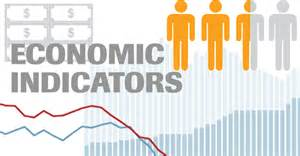 $ $
$ $
ECONOMIC
INDICATORS